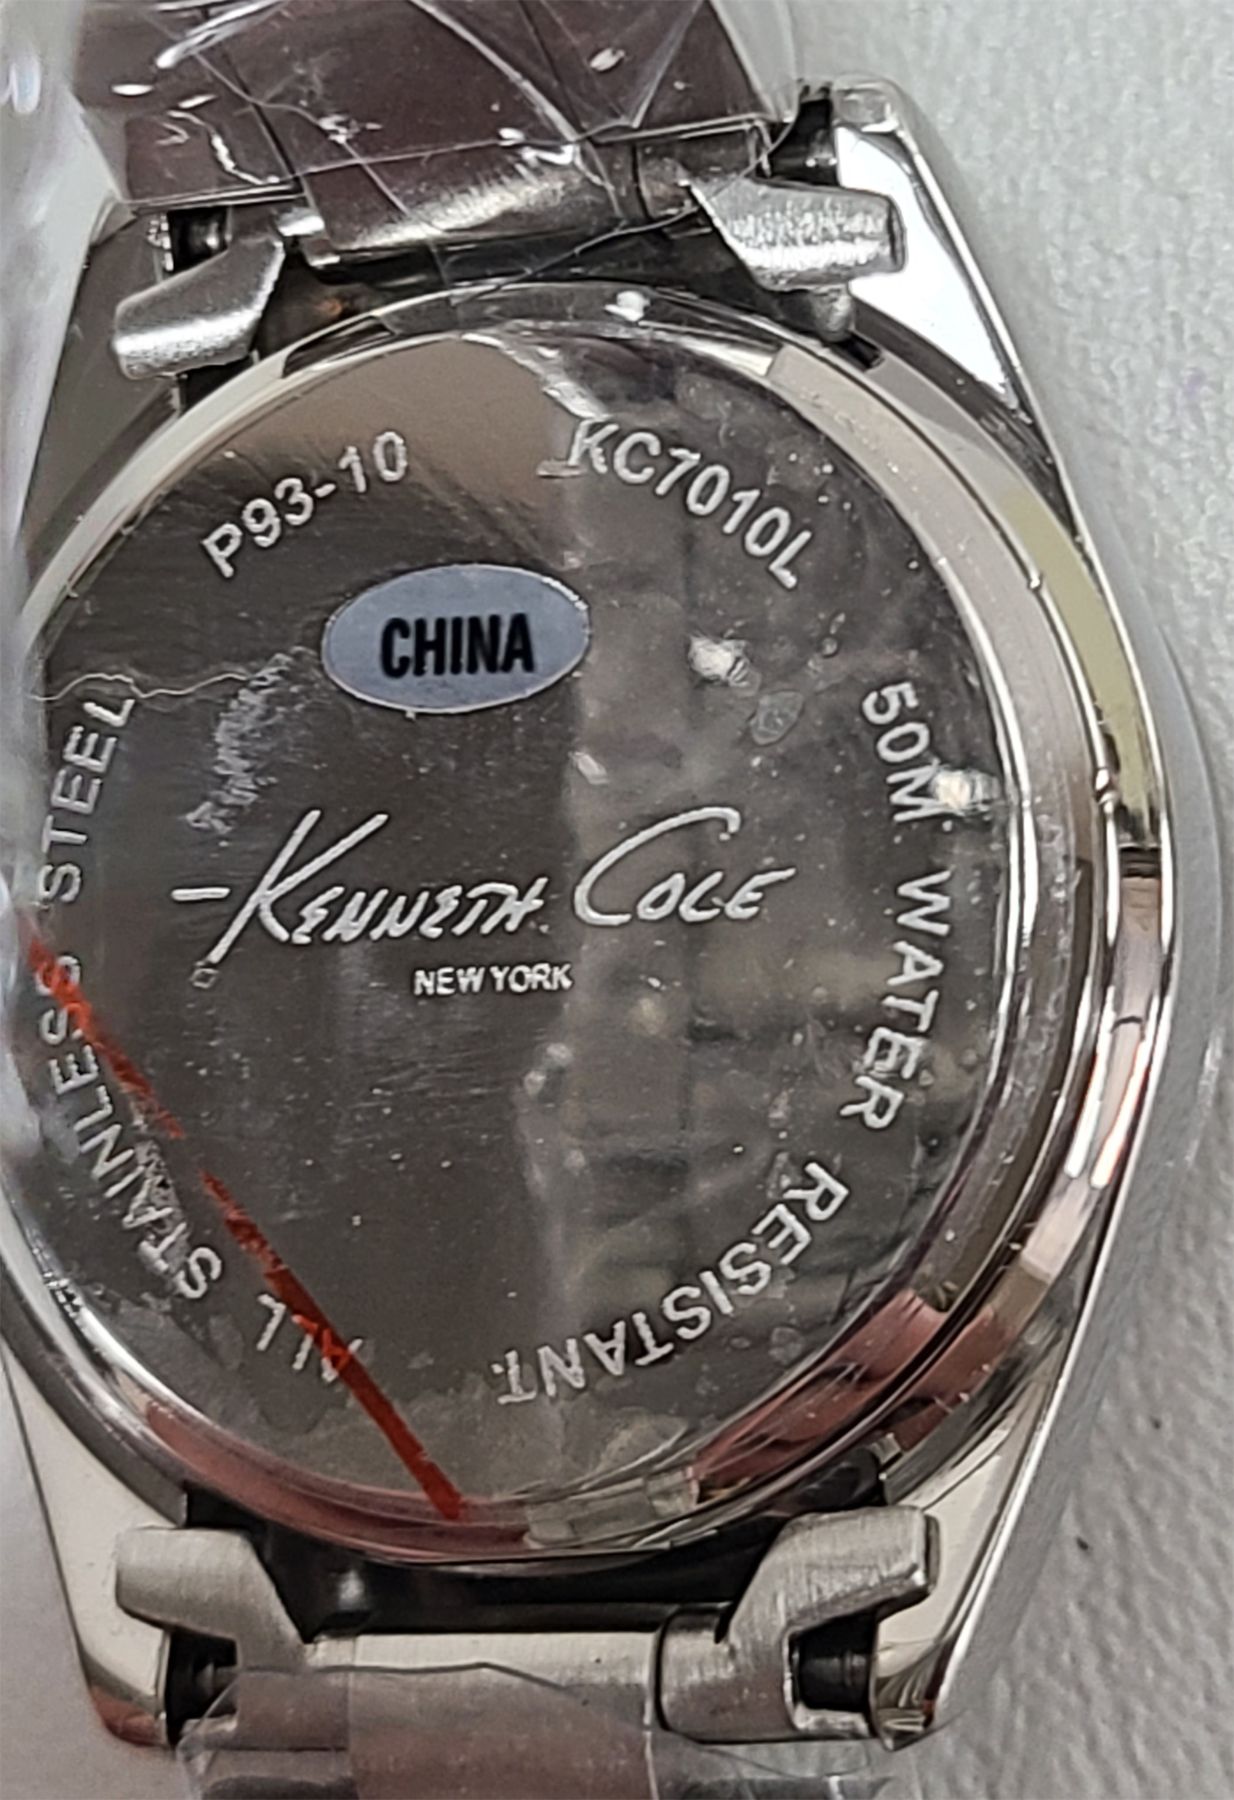 P93-10
KC7010L
CHINA
KENNETH COLE
NEW YORK
50M WATER RESISTANT.
ALL STAINLESS STEEL